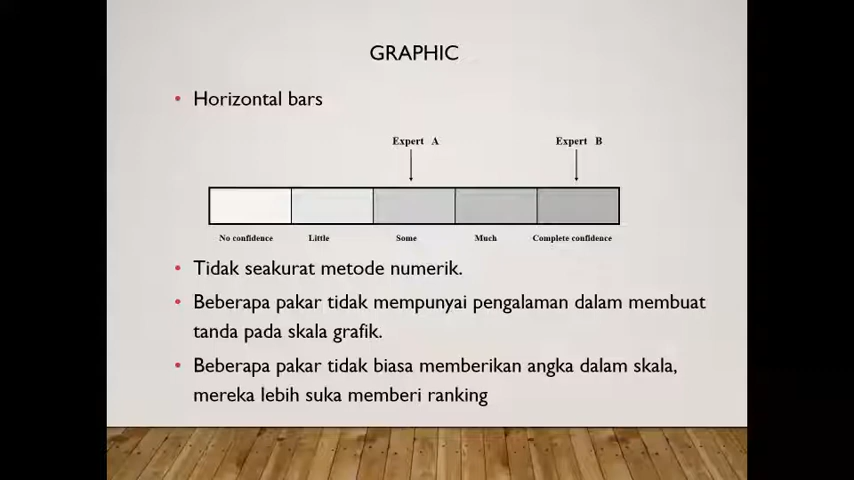 GRAPHIC
• Horizontal bars
Expert A
Expert B
No confidence
Little
Some
Much
Complete confidence
• Tidak seakurat metode numerik.
• Beberapa pakar tidak mempunyai pengalaman dalam membuat
tanda pada skala grafik.
• Beberapa pakar tidak biasa memberikan angka dalam skala,
mereka lebih suka memberi ranking